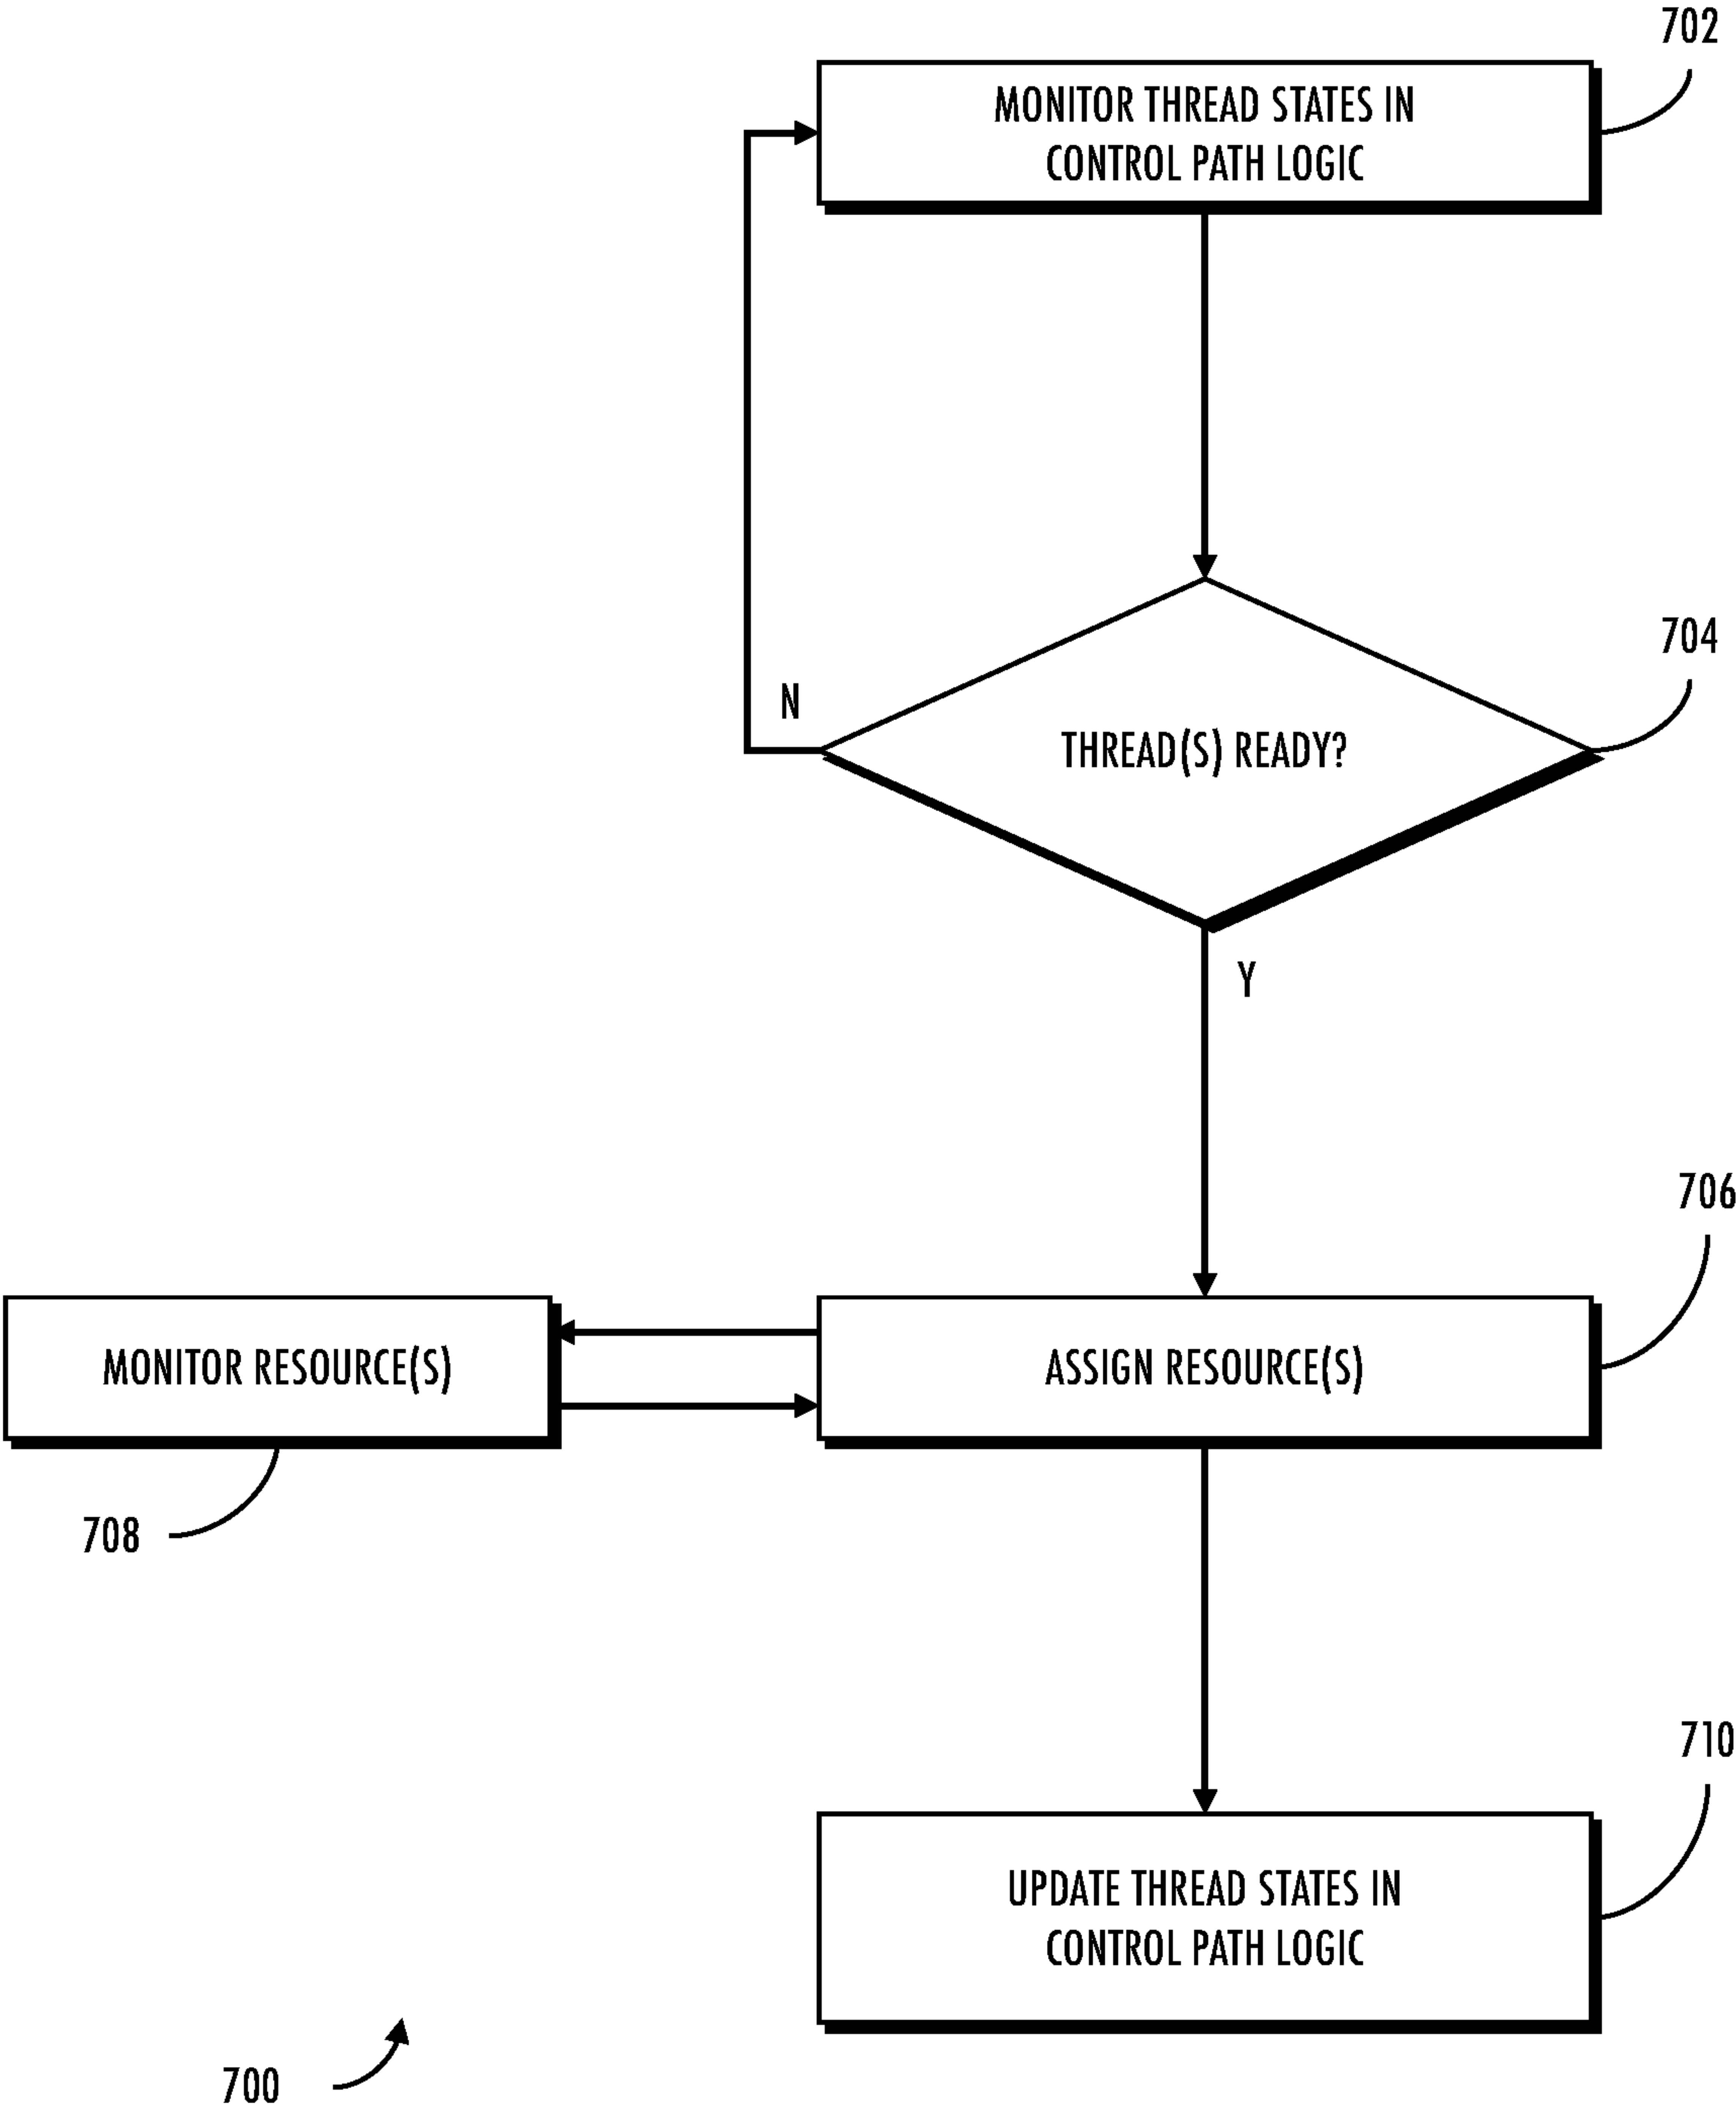 702
MONITOR THREAD STATES IN
CONTROL PATH LOGIC
704
N
THREAD(S) READY?
Y
706
MONITOR RESOURCE(S)
ASSIGN RESOURCE(S)
708
710
UPDATE THREAD STATES IN
CONTROL PATH LOGIC
700